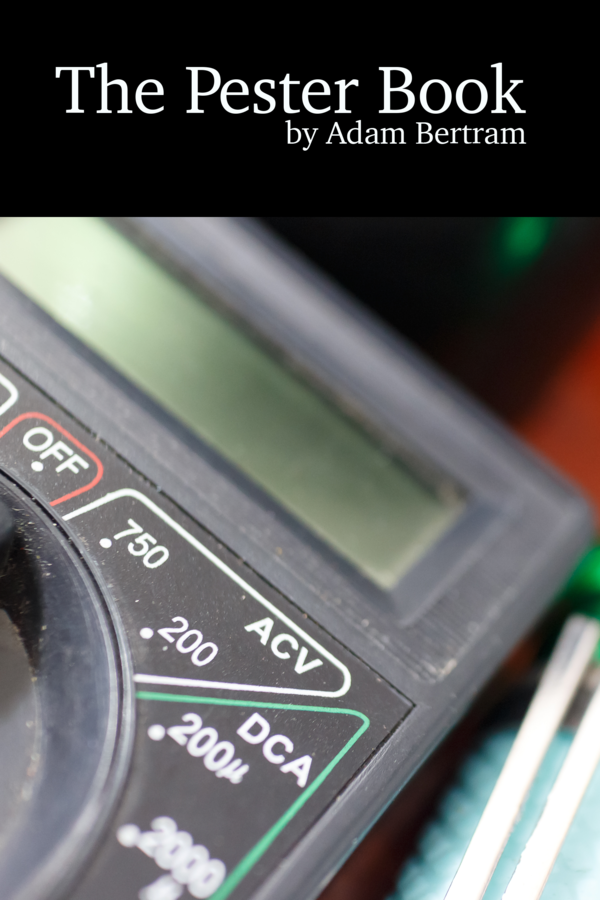 The Pester Book
by Adam Bertram
OFF
750
200
ACV
DCA
200µ
2000
µ